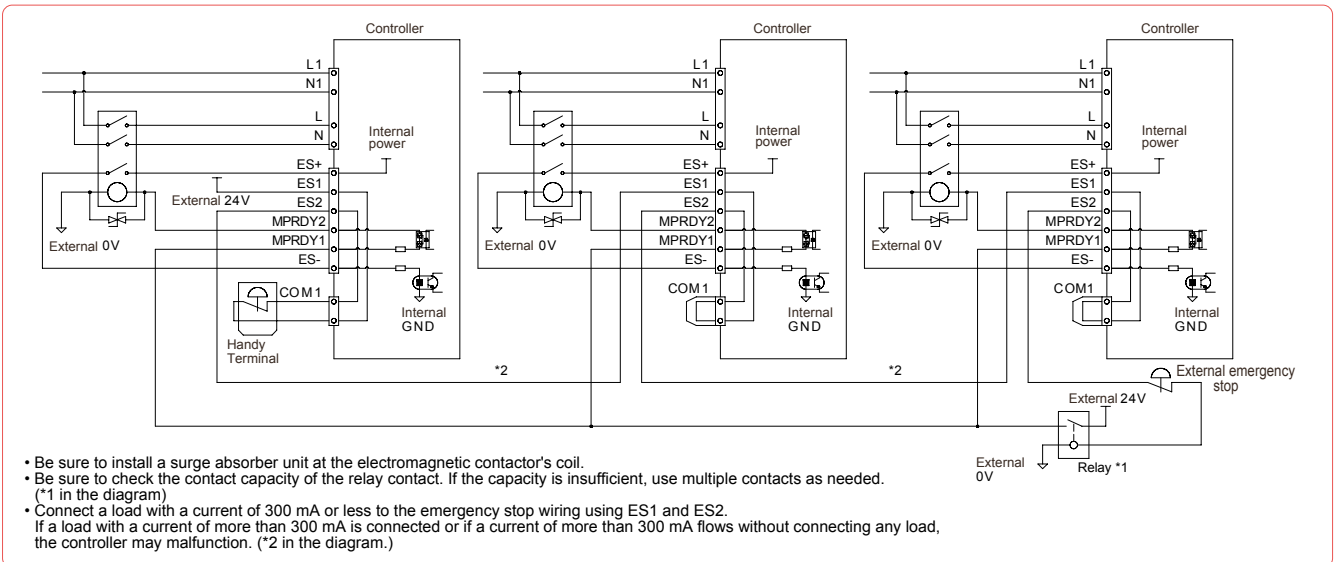 Controller
L1
N1
L
N
Internal
power
ES+
ES1
External 24V
ES2
MPRDY2
MPRDY1
External 0V
ES-
COM1
Internal
GND
Handy
Terminal
*2
Controller
L1
N1
L
N
Internal
power
ES+
ES1
ES2
MPRDY2
MPRDY1
External 0V
ES-
COM1
Internal
GND
*2
Controller
L1
N1
L
N
Internal
power
ES+
ES1
ES2
MPRDY2
MPRDY1
External 0V
ES-
COM1
Internal
GND
External emergency
stop
External 24V
External
0V
Relay *1
• Be sure to install a surge absorber unit at the electromagnetic contactor's coil.
• Be sure to check the contact capacity of the relay contact. If the capacity is insufficient, use multiple contacts as needed.
(*1 in the diagram)
• Connect a load with a current of 300 mA or less to the emergency stop wiring using ES1 and ES2.
If a load with a current of more than 300 mA is connected or if a current of more than 300 mA flows without connecting any load,
the controller may malfunction. (*2 in the diagram.)